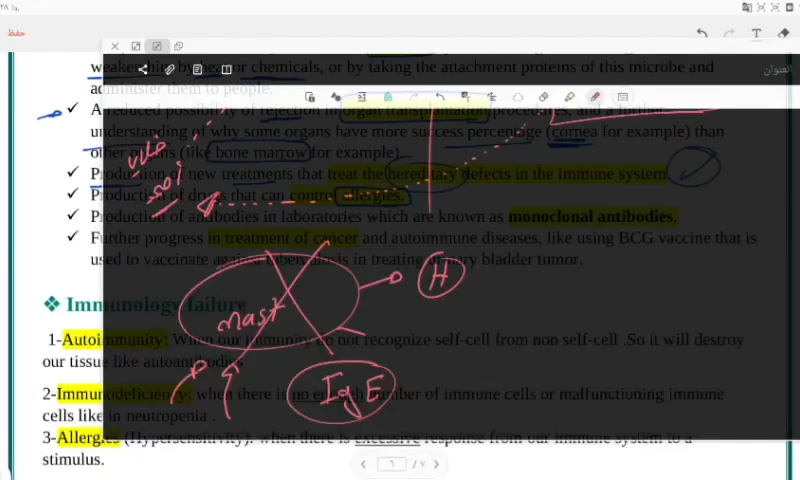 حفظ
العنوان
weakening by heat or chemicals, or by taking the attachment proteins of this microbe and
administer them to people.
✓ A reduced possibility of rejection in organ transplantation procedures, and a further
understanding of why some organs have more success percentage (cornea for example) than
other organs (like bone marrow for example)
✓ Production of new treatments that treat the hereditary defects in the immune system
✓ Production of drugs that can control allergies.
✓ Production of antibodies in laboratories which are known as monoclonal antibodies.
✓ Further progress in treatment of cancer and autoimmune diseases, like using BCG vaccine that is
used to vaccinate against tuberculosis in treating urinary bladder tumor.
H
mast
❖ Immunology failure
1-Autoimmunity: When our immunity do not recognize self-cell from non self-cell .So it will destroy
our tissue like autoantibodies
IgE
2-Immunodeficiency: when there is no enough number of immune cells or malfunctioning immune
cells like in neutropenia .
3-Allergies (Hypersensitivity): when there is excessive response from our immune system to a
stimulus.
٦ / ٧